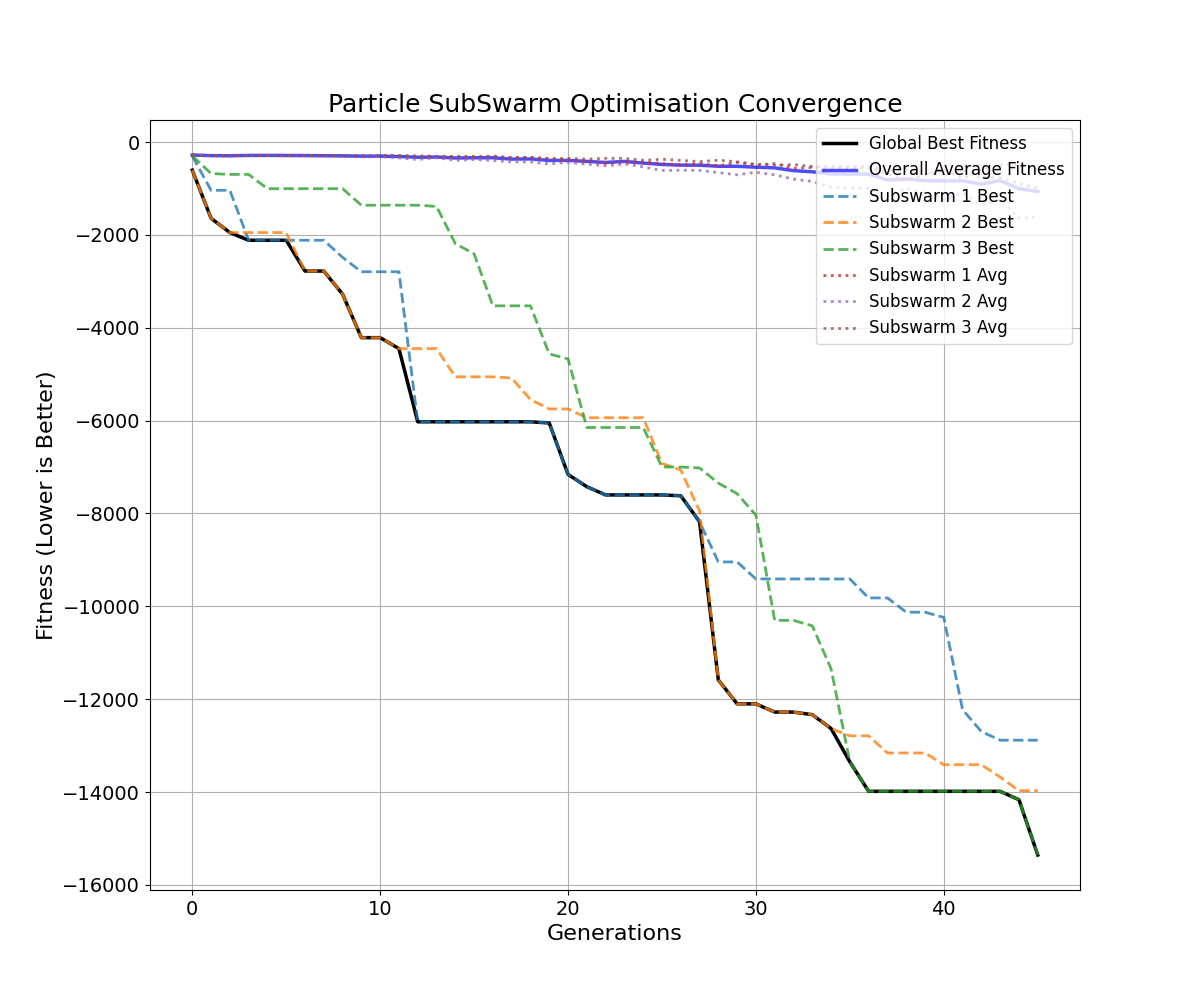 Particle SubSwarm Optimisation Convergence
Fitness (Lower is Better)
0
−2000
−4000
−6000
−8000
−10000
−12000
−14000
−16000
Global Best Fitness
Overall Average Fitness
Subswarm 1 Best
Subswarm 2 Best
Subswarm 3 Best
Subswarm 1 Avg
Subswarm 2 Avg
Subswarm 3 Avg
0 10 20 30 40
Generations